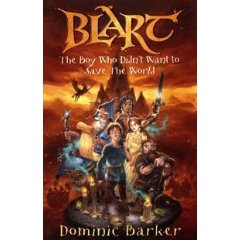 BLART
The Boy Who Didn't Want to
Save The World
Dominic Barker